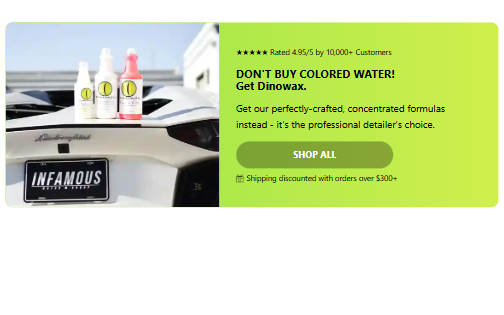 ★★★★★ Rated 4.95/5 by 10,000+ Customers
DON'T BUY COLORED WATER!
Get Dinowax.
Get our perfectly-crafted, concentrated formulas
instead - it's the professional detailer's choice.
SHOP ALL
Shipping discounted with orders over $300+
Lamborghini
INFAMOUS